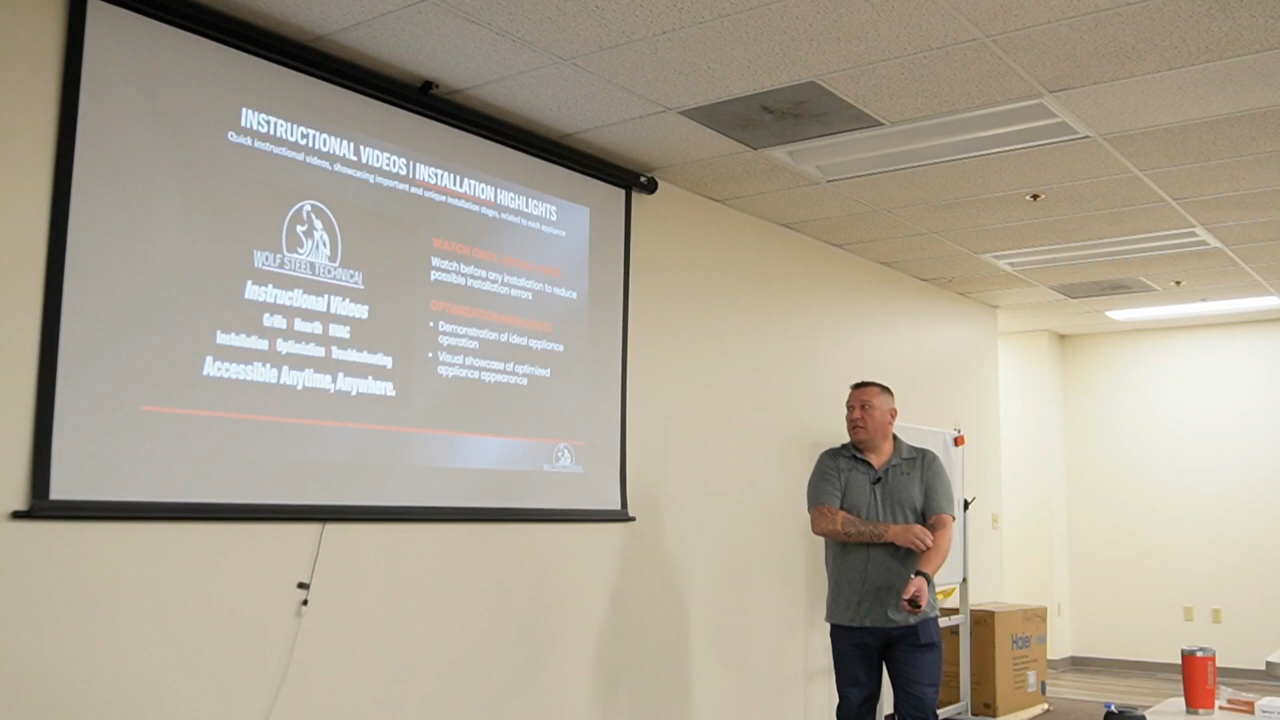 INSTRUCTIONAL VIDEOS | INSTALLATION HIGHLIGHTS
Quick instructional videos, showcasing important and unique installation stages, related to each appliance
WOLF STEEL TECHNICAL
Instructional Videos
Grills Hearth HVAC
Installation Optimization Troubleshooting
Accessible Anytime, Anywhere.
WATCH
Watch before any installation to reduce
possible installation errors
OPTIMIZATION
• Demonstration of ideal appliance
operation
• Visual showcase of optimized
appliance appearance
Haier